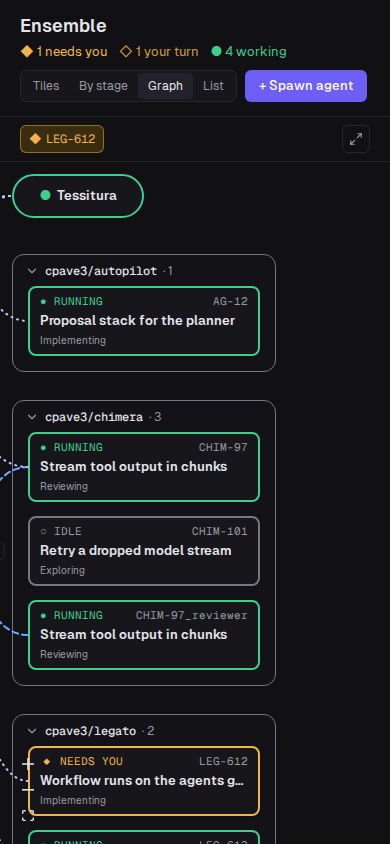 Ensemble
1 needs you 1 your turn 4 working
Tiles By stage Graph List + Spawn agent
LEG-612
Tessitura
cpave3/autopilot · 1
RUNNING AG-12
Proposal stack for the planner
Implementing
cpave3/chimera · 3
RUNNING CHIM-97
Stream tool output in chunks
Reviewing
IDLE CHIM-101
Retry a dropped model stream
Exploring
RUNNING CHIM-97_reviewer
Stream tool output in chunks
Reviewing
cpave3/legato · 2
NEEDS YOU LEG-612
Workflow runs on the agents g…
Implementing